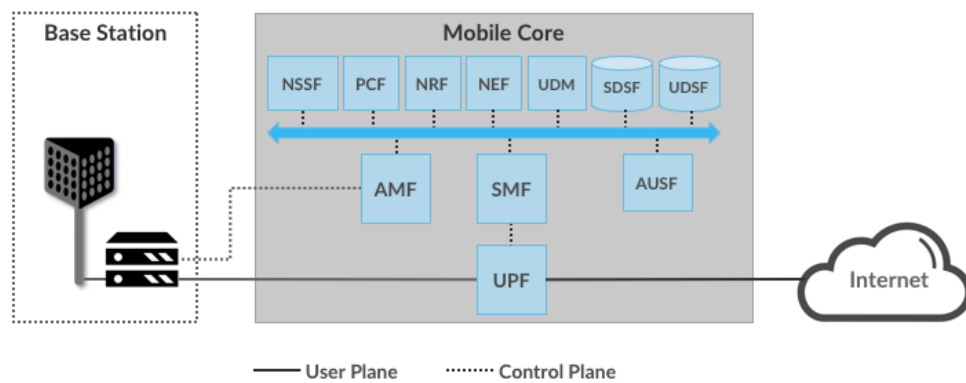 Base Station
Mobile Core
NSSF
PCF
NRF
NEF
UDM
SDSF
UDSF
AMF
SMF
AUSF
UPF
Internet
User Plane
Control Plane